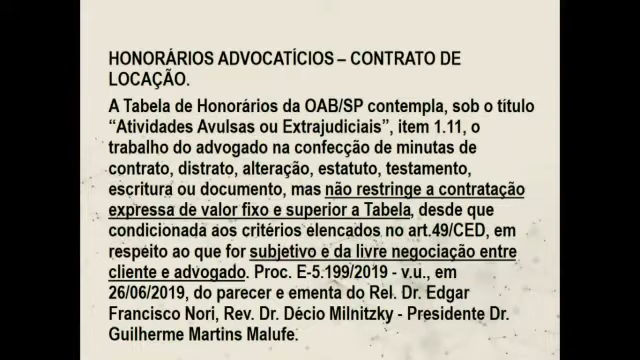 HONORÁRIOS ADVOCATÍCIOS – CONTRATO DE
LOCAÇÃO.
A Tabela de Honorários da OAB/SP contempla, sob o título
“Atividades Avulsas ou Extrajudiciais”, item 1.11, o
trabalho do advogado na confecção de minutas de
contrato, distrato, alteração, estatuto, testamento,
escritura ou documento, mas não restringe a contratação
expressa de valor fixo e superior a Tabela, desde que
condicionada aos critérios elencados no art.49/CED, em
respeito ao que for subjetivo e da livre negociação entre
cliente e advogado. Proc. E-5.199/2019 - v.u., em
26/06/2019, do parecer e ementa do Rel. Dr. Edgar
Francisco Nori, Rev. Dr. Décio Milnitzky - Presidente Dr.
Guilherme Martins Malufe.